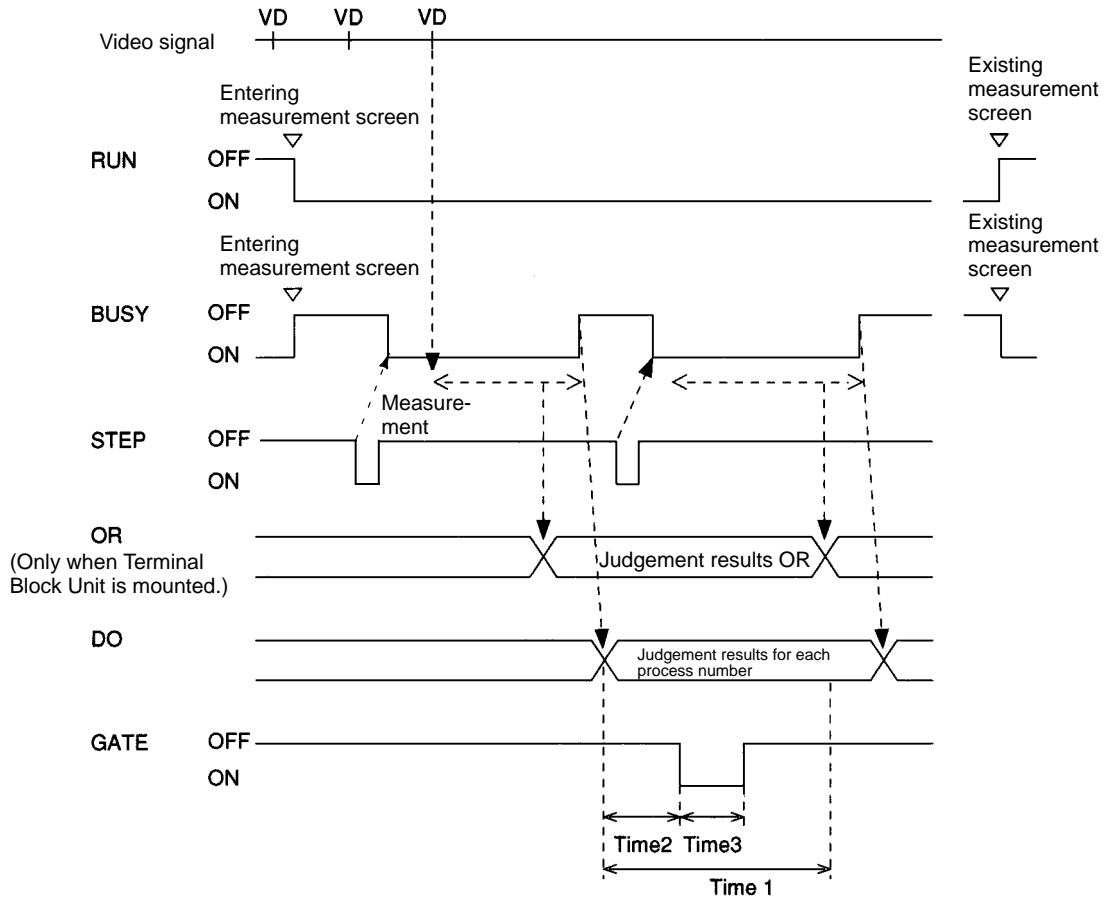 VD VD VD
Video signal
Entering
measurement screen
Existing
measurement
screen
RUN OFF
ON
Entering
measurement screen
Existing
measurement
screen
BUSY OFF
ON
Measure-
ment
STEP OFF
ON
OR
(Only when Terminal
Block Unit is mounted.)
Judgement results OR
DO
Judgement results for each
process number
GATE OFF
ON
Time2 Time3
Time 1